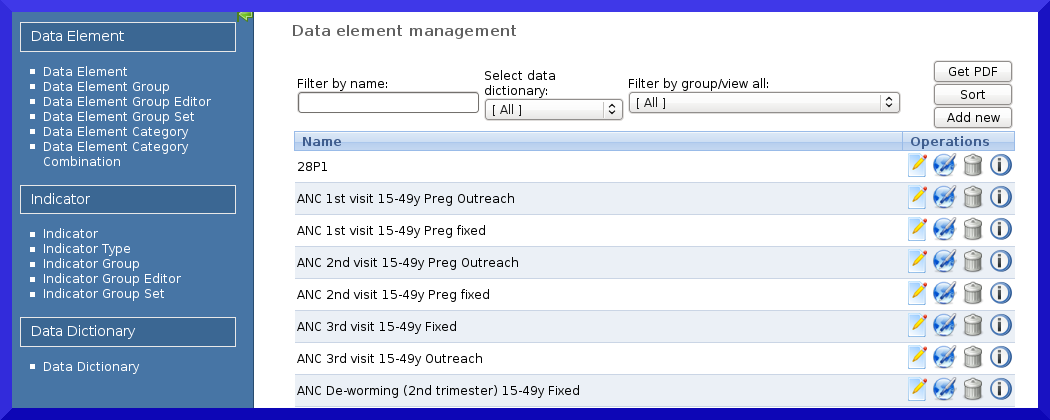 Data Element
Data Element
Data Element Group
Data Element Group Editor
Data Element Group Set
Data Element Category
Data Element Category
Combination
Indicator
Indicator
Indicator Type
Indicator Group
Indicator Group Editor
Indicator Group Set
Data Dictionary
Data Dictionary
Data element management
Filter by name:
Select data
dictionary:
[ All ]
Filter by group/view all:
[ All ]
Get PDF
Sort
Add new
Name Operations
28P1
ANC 1st visit 15-49y Preg Outreach
ANC 1st visit 15-49y Preg fixed
ANC 2nd visit 15-49y Preg Outreach
ANC 2nd visit 15-49y Preg fixed
ANC 3rd visit 15-49y Fixed
ANC 3rd visit 15-49y Outreach
ANC De-worming (2nd trimester) 15-49y Fixed